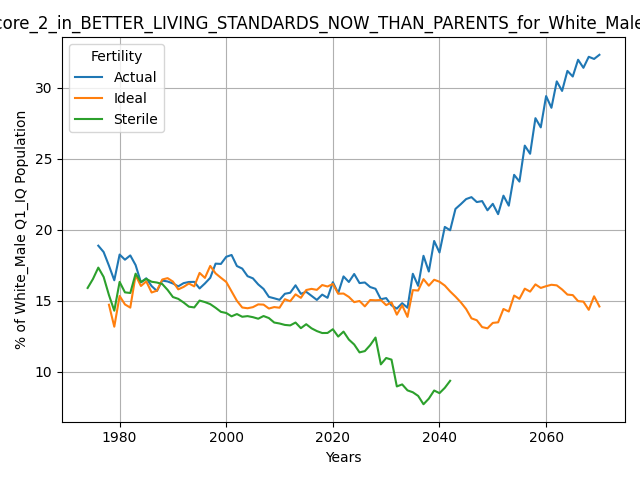 core_2_in_BETTER_LIVING_STANDARDS_NOW_THAN_PARENTS_for_White_Male
Fertility
Actual
Ideal
Sterile
% of White_Male Q1_IQ Population
30
25
20
15
10
1980 2000 2020 2040 2060
Years